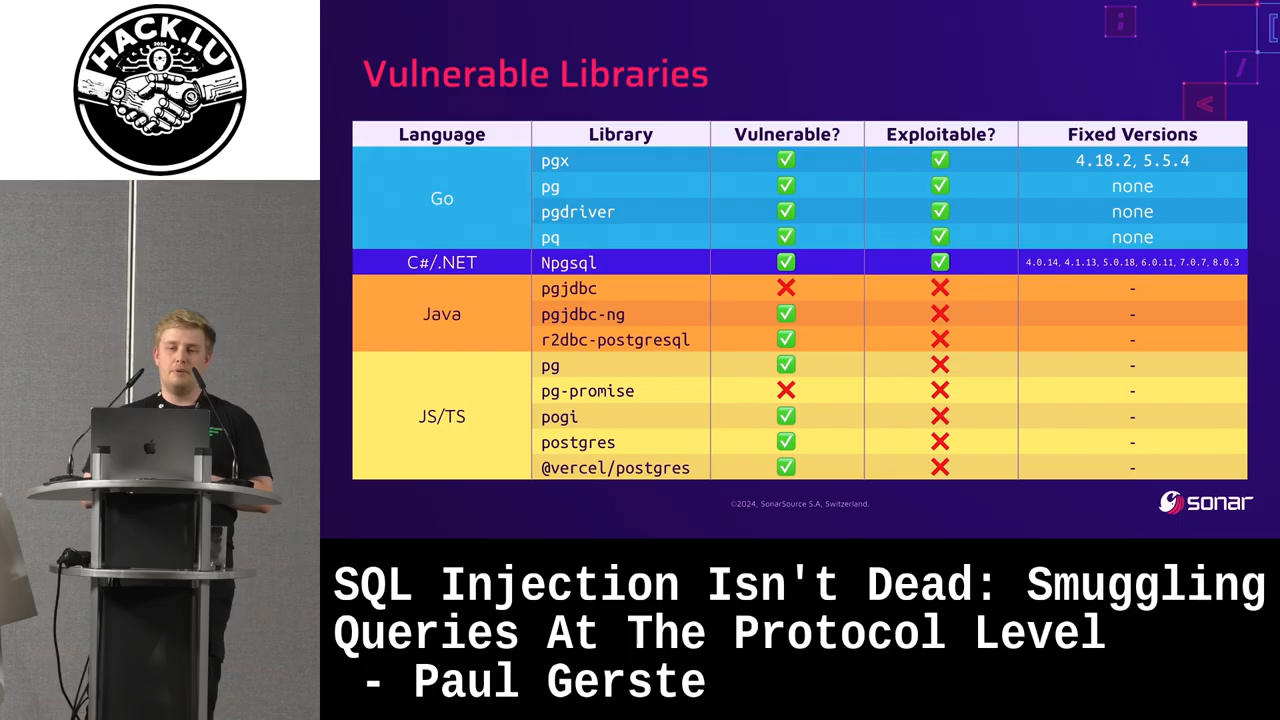 HACK.LU
2024
Vulnerable Libraries
Language Library Vulnerable? Exploitable? Fixed Versions
Go
pgx ✅ ✅ 4.18.2, 5.5.4
pg ✅ ✅ none
pgdriver ✅ ✅ none
pq ✅ ✅ none
C#/.NET Npgsql ✅ ✅ 4.0.14, 4.1.13, 5.0.18, 6.0.11, 7.0.7, 8.0.3
Java
pgjdbc ❌ ❌ -
pgjdbc-ng ✅ ❌ -
r2dbc-postgresql ✅ ❌ -
JS/TS
pg ✅ ❌ -
pg-promise ❌ ❌ -
pogi ✅ ❌ -
postgres ✅ ❌ -
@vercel/postgres ✅ ❌ -
©2024, SonarSource S.A, Switzerland.
sonar
SQL Injection Isn't Dead: Smuggling
Queries At The Protocol Level
- Paul Gerste